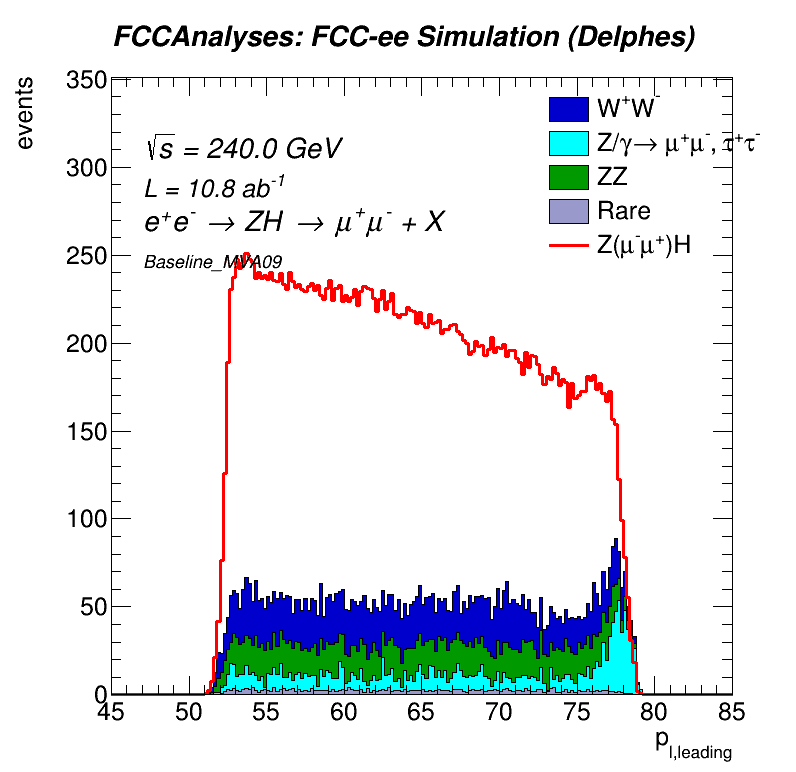 FCCAnalyses: FCC-ee Simulation (Delphes)
events
350
300
250
200
150
100
50
0
√s = 240.0 GeV
L = 10.8 ab⁻¹
e⁺e⁻ → ZH → μ⁺μ⁻ + X
Baseline_MVA09
W⁺W⁻
Z/γ→ μ⁺μ⁻, τ⁺τ⁻
ZZ
Rare
Z(μ⁻μ⁺)H
45 50 55 60 65 70 75 80 85
p_l,leading